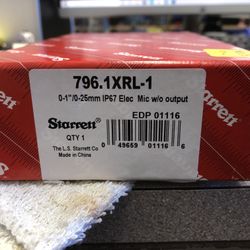 796.1XRL-1
0-1"/0-25mm IP67 Elec Mic w/o output
Starrett
EDP 01116
QTY 1
The L.S. Starrett Co
Made in China
0 49659 01116 6